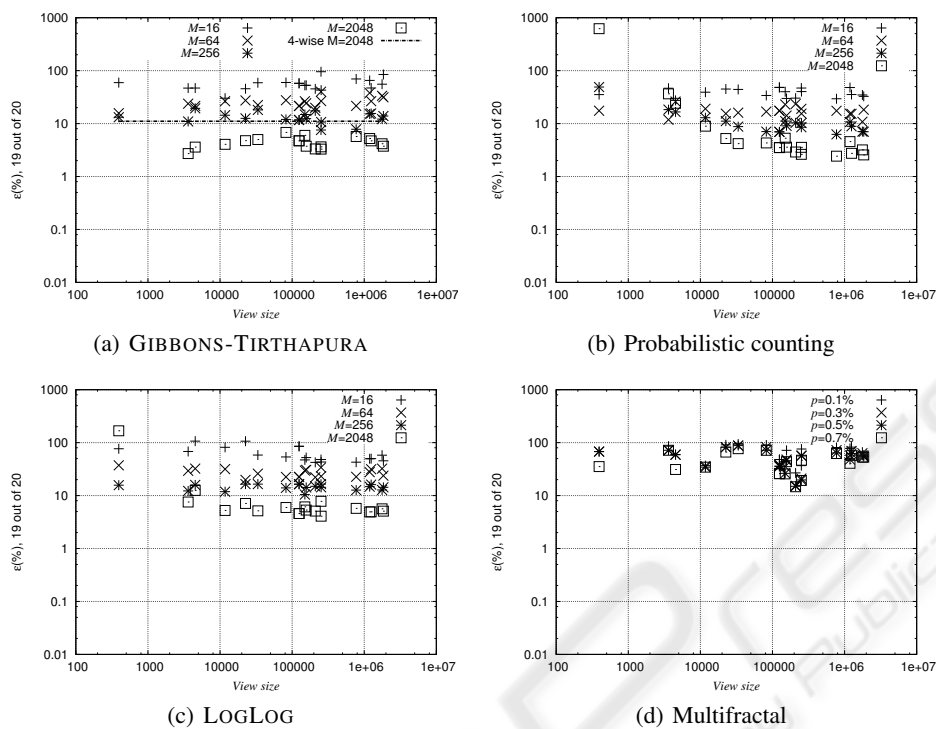 1000
100
10
1
0.1
0.01
ε(%), 19 out of 20
M=16
M=64
M=256
M=2048
4-wise M=2048
100 1000 10000 100000 1e+06 1e+07
View size
(a) GIBBONS-TIRTHAPURA
1000
100
10
1
0.1
0.01
ε(%), 19 out of 20
M=16
M=64
M=256
M=2048
100 1000 10000 100000 1e+06 1e+07
View size
(b) Probabilistic counting
1000
100
10
1
0.1
0.01
ε(%), 19 out of 20
M=16
M=64
M=256
M=2048
100 1000 10000 100000 1e+06 1e+07
View size
(c) LOGLOG
1000
100
10
1
0.1
0.01
ε(%), 19 out of 20
p=0.1%
p=0.3%
p=0.5%
p=0.7%
100 1000 10000 100000 1e+06 1e+07
View size
(d) Multifractal